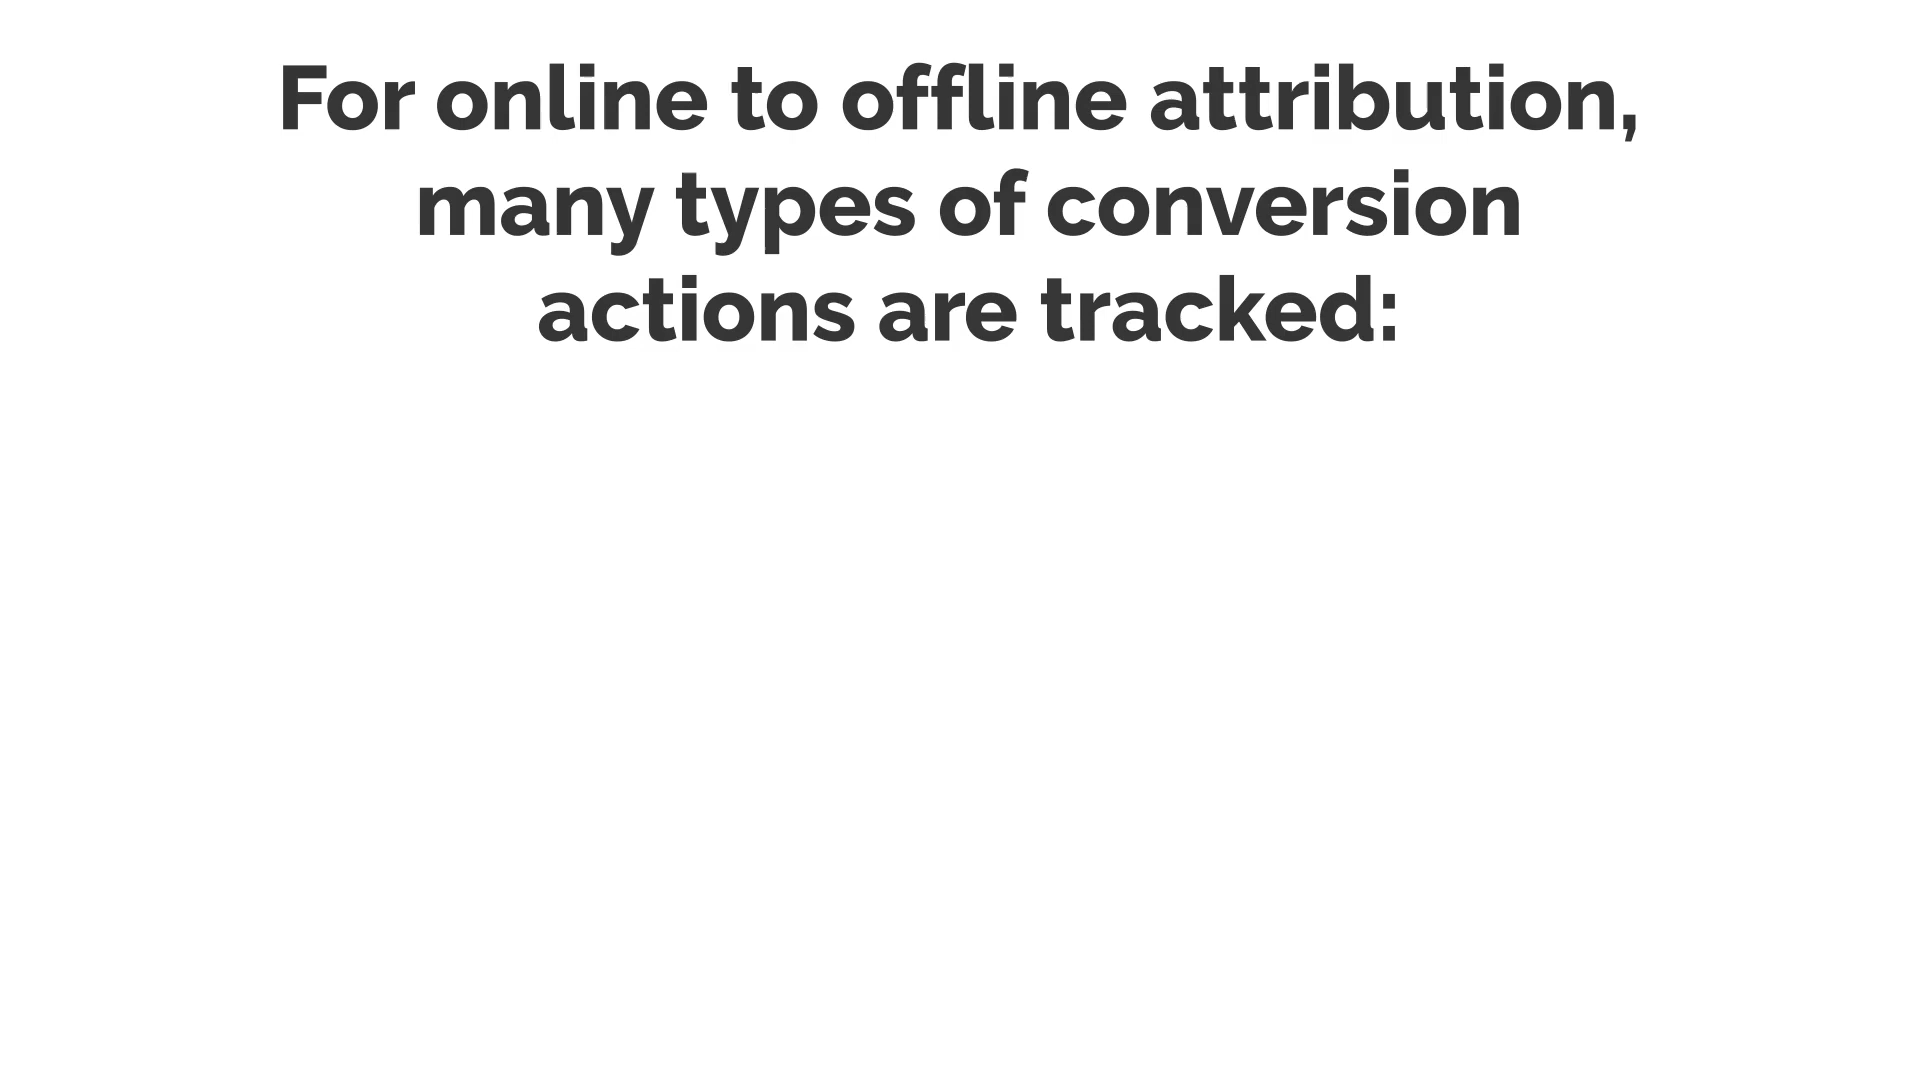 For online to offline attribution,
many types of conversion
actions are tracked: